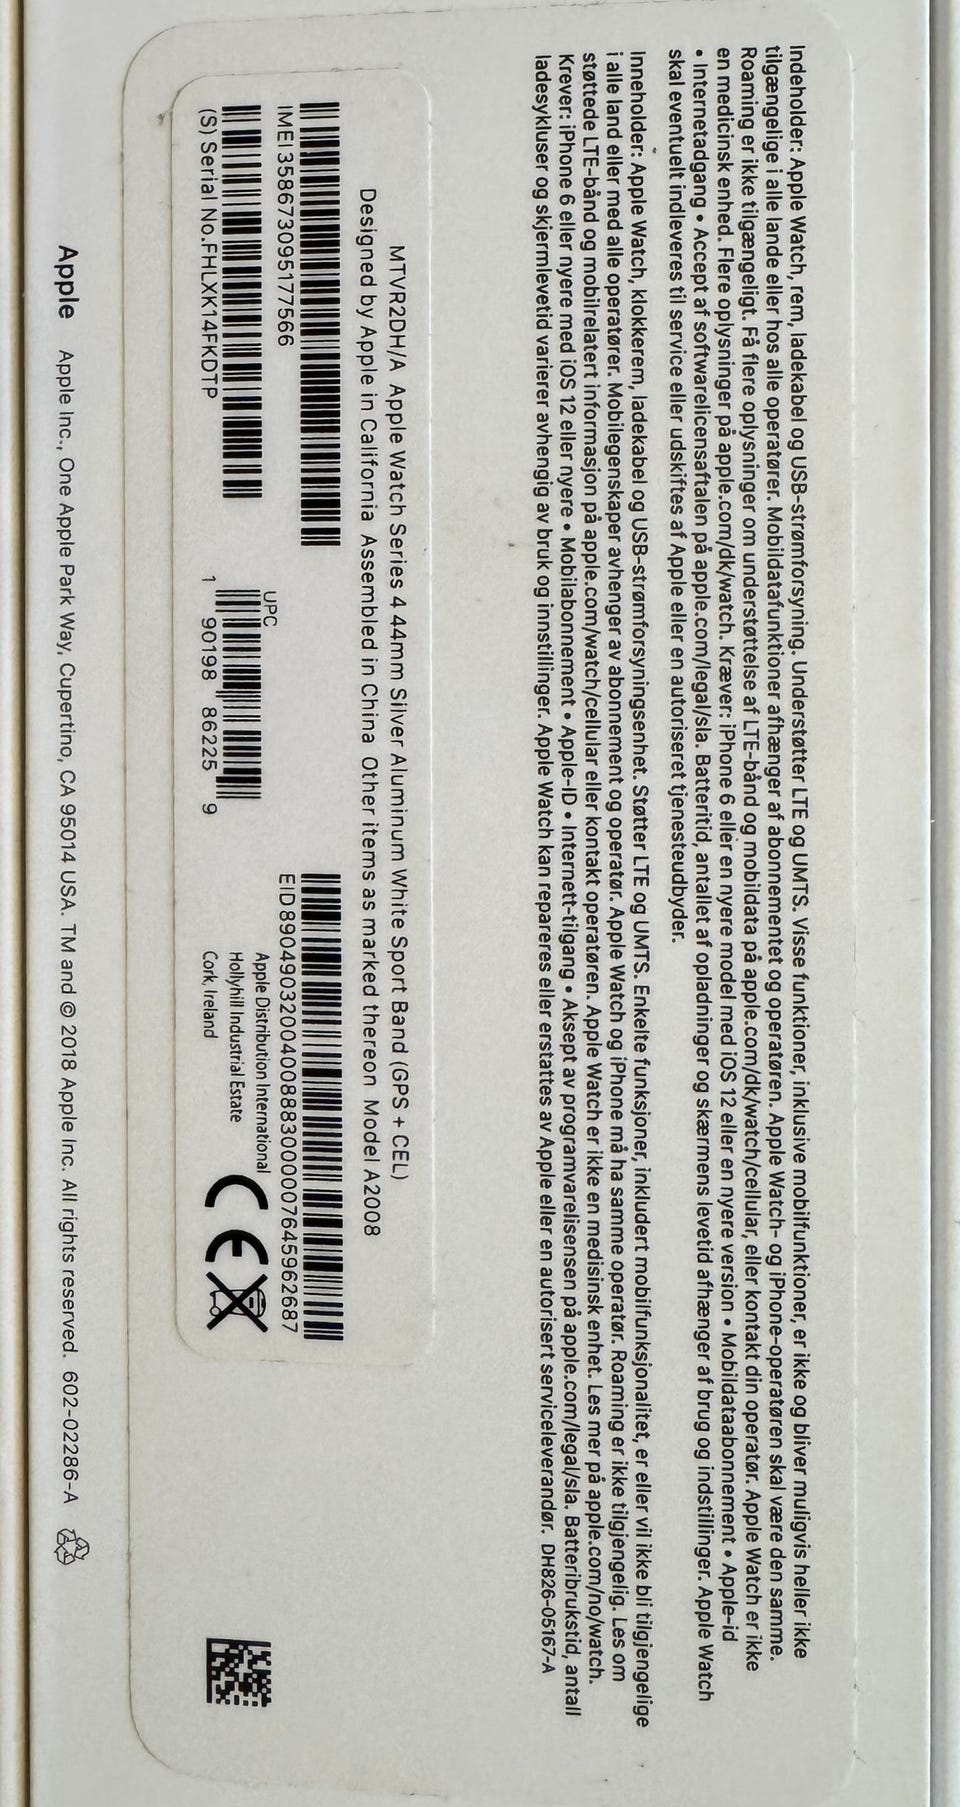 Indeholder: Apple Watch, rem, ladekabel og USB-strømforsyning. Understøtter LTE og UMTS. Visse funktioner, inklusive mobilfunktioner, er ikke og bliver muligvis heller ikke
tilgængelige i alle lande eller hos alle operatører. Mobildatafunktioner afhænger af abonnementet og operatøren. Apple Watch- og iPhone-operatøren skal være den samme.
Roaming er ikke tilgængeligt. Få flere oplysninger om understøttelse af LTE-bånd og mobildata på apple.com/dk/watch/cellular, eller kontakt din operatør. Apple Watch er ikke
en medicinsk enhed. Flere oplysninger på apple.com/dk/watch. Kræver: iPhone 6 eller en nyere model med iOS 12 eller en nyere version • Mobildataabonnement • Apple-id
• Internetadgang • Accept af softwarelicensaftalen på apple.com/legal/sla. Batteritid, antallet af opladninger og skærmens levetid afhænger af brug og indstillinger. Apple Watch
skal eventuelt indleveres til service eller udskiftes af Apple eller en autoriseret tjenesteudbyder.
Inneholder: Apple Watch, klokkerem, ladekabel og USB-strømforsyningsenhet. Støtter LTE og UMTS. Enkelte funksjoner, inkludert mobilfunksjonalitet, er eller vil ikke bli tilgjengelige
i alle land eller med alle operatører. Mobilegenskaper avhenger av abonnement og operatør. Apple Watch og iPhone må ha samme operatør. Roaming er ikke tilgjengelig. Les om
støttede LTE-bånd og mobilrelatert informasjon på apple.com/watch/cellular eller kontakt operatøren. Apple Watch er ikke en medisinsk enhet. Les mer på apple.com/no/watch.
Krever: iPhone 6 eller nyere med iOS 12 eller nyere • Mobilabonnement • Apple-ID • Internett-tilgang • Aksept av programvarelisensen på apple.com/legal/sla. Batteribrukstid, antall
ladesykluser og skjermlevetid varierer avhengig av bruk og innstillinger. Apple Watch kan repareres eller erstattes av Apple eller en autorisert serviceleverandør. DH826-05167-A
MTVR2DH/A Apple Watch Series 4 44mm Silver Aluminum White Sport Band (GPS + CEL)
Designed by Apple in California Assembled in China Other items as marked thereon Model A2008
IMEI 358673095177566
EID 89049032004008883000007645962687
(S) Serial No.FHLXK14FKDTP
UPC
1 90198 86225 9
Apple Distribution International
Hollyhill Industrial Estate
Cork, Ireland
CE
Apple Apple Inc., One Apple Park Way, Cupertino, CA 95014 USA. TM and © 2018 Apple Inc. All rights reserved. 602-02286-A